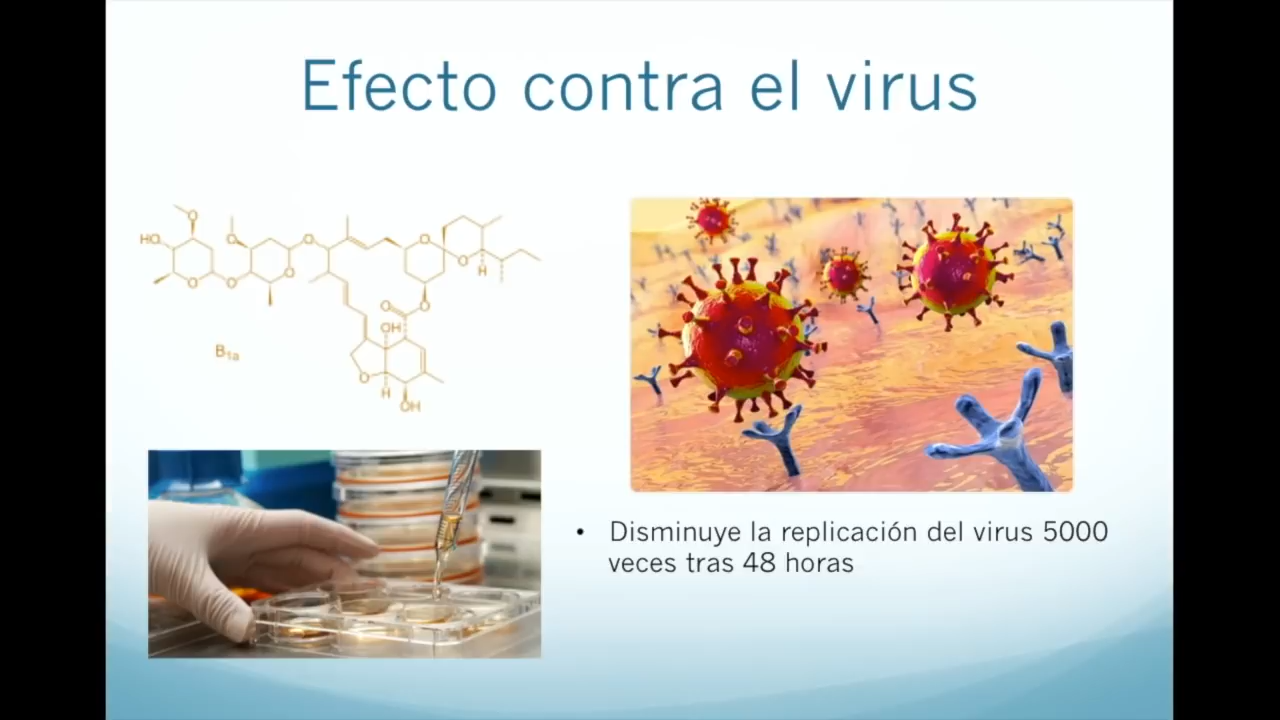 Efecto contra el virus
HO
O
O
O
O
O
O
O
O
H
O
O
OH
B1a
O
H
OH
• Disminuye la replicación del virus 5000
veces tras 48 horas